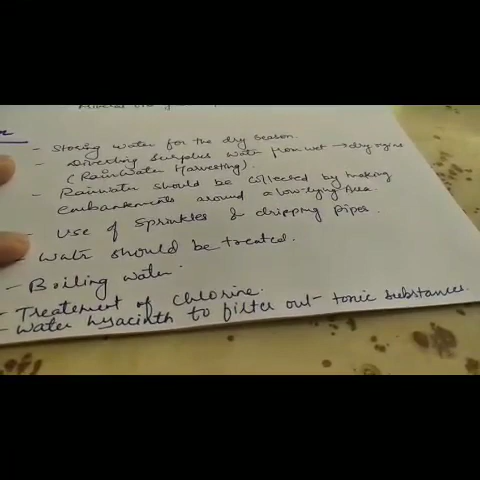 - Storing water for the dry season.
- Diverting surplus water from wet → dry regions
(RainWater Harvesting).
- Rainwater should be collected by making
embankments around a low-lying Area.
- Use of Sprinkles & dripping pipes.
- Water should be treated.
- Boiling water.
- Treatement of chlorine.
- Water hyacinth to filter out tonic substances.